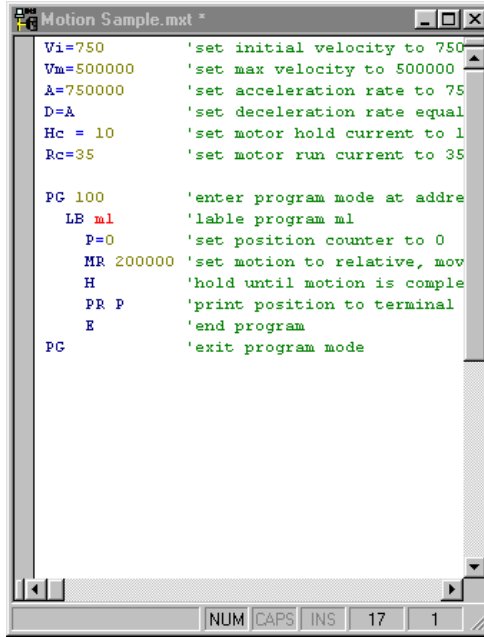 Motion Sample.mxt *
Vi=750 'set initial velocity to 750
Vm=500000 'set max velocity to 500000
A=750000 'set acceleration rate to 75
D=A 'set deceleration rate equal
Hc = 10 'set motor hold current to 1
Rc=35 'set motor run current to 35
PG 100 'enter program mode at addre
LB ml 'lable program ml
P=0 'set position counter to 0
MR 200000 'set motion to relative, mov
H 'hold until motion is comple
PR P 'print position to terminal
E 'end program
PG 'exit program mode
NUM CAPS INS 17 1